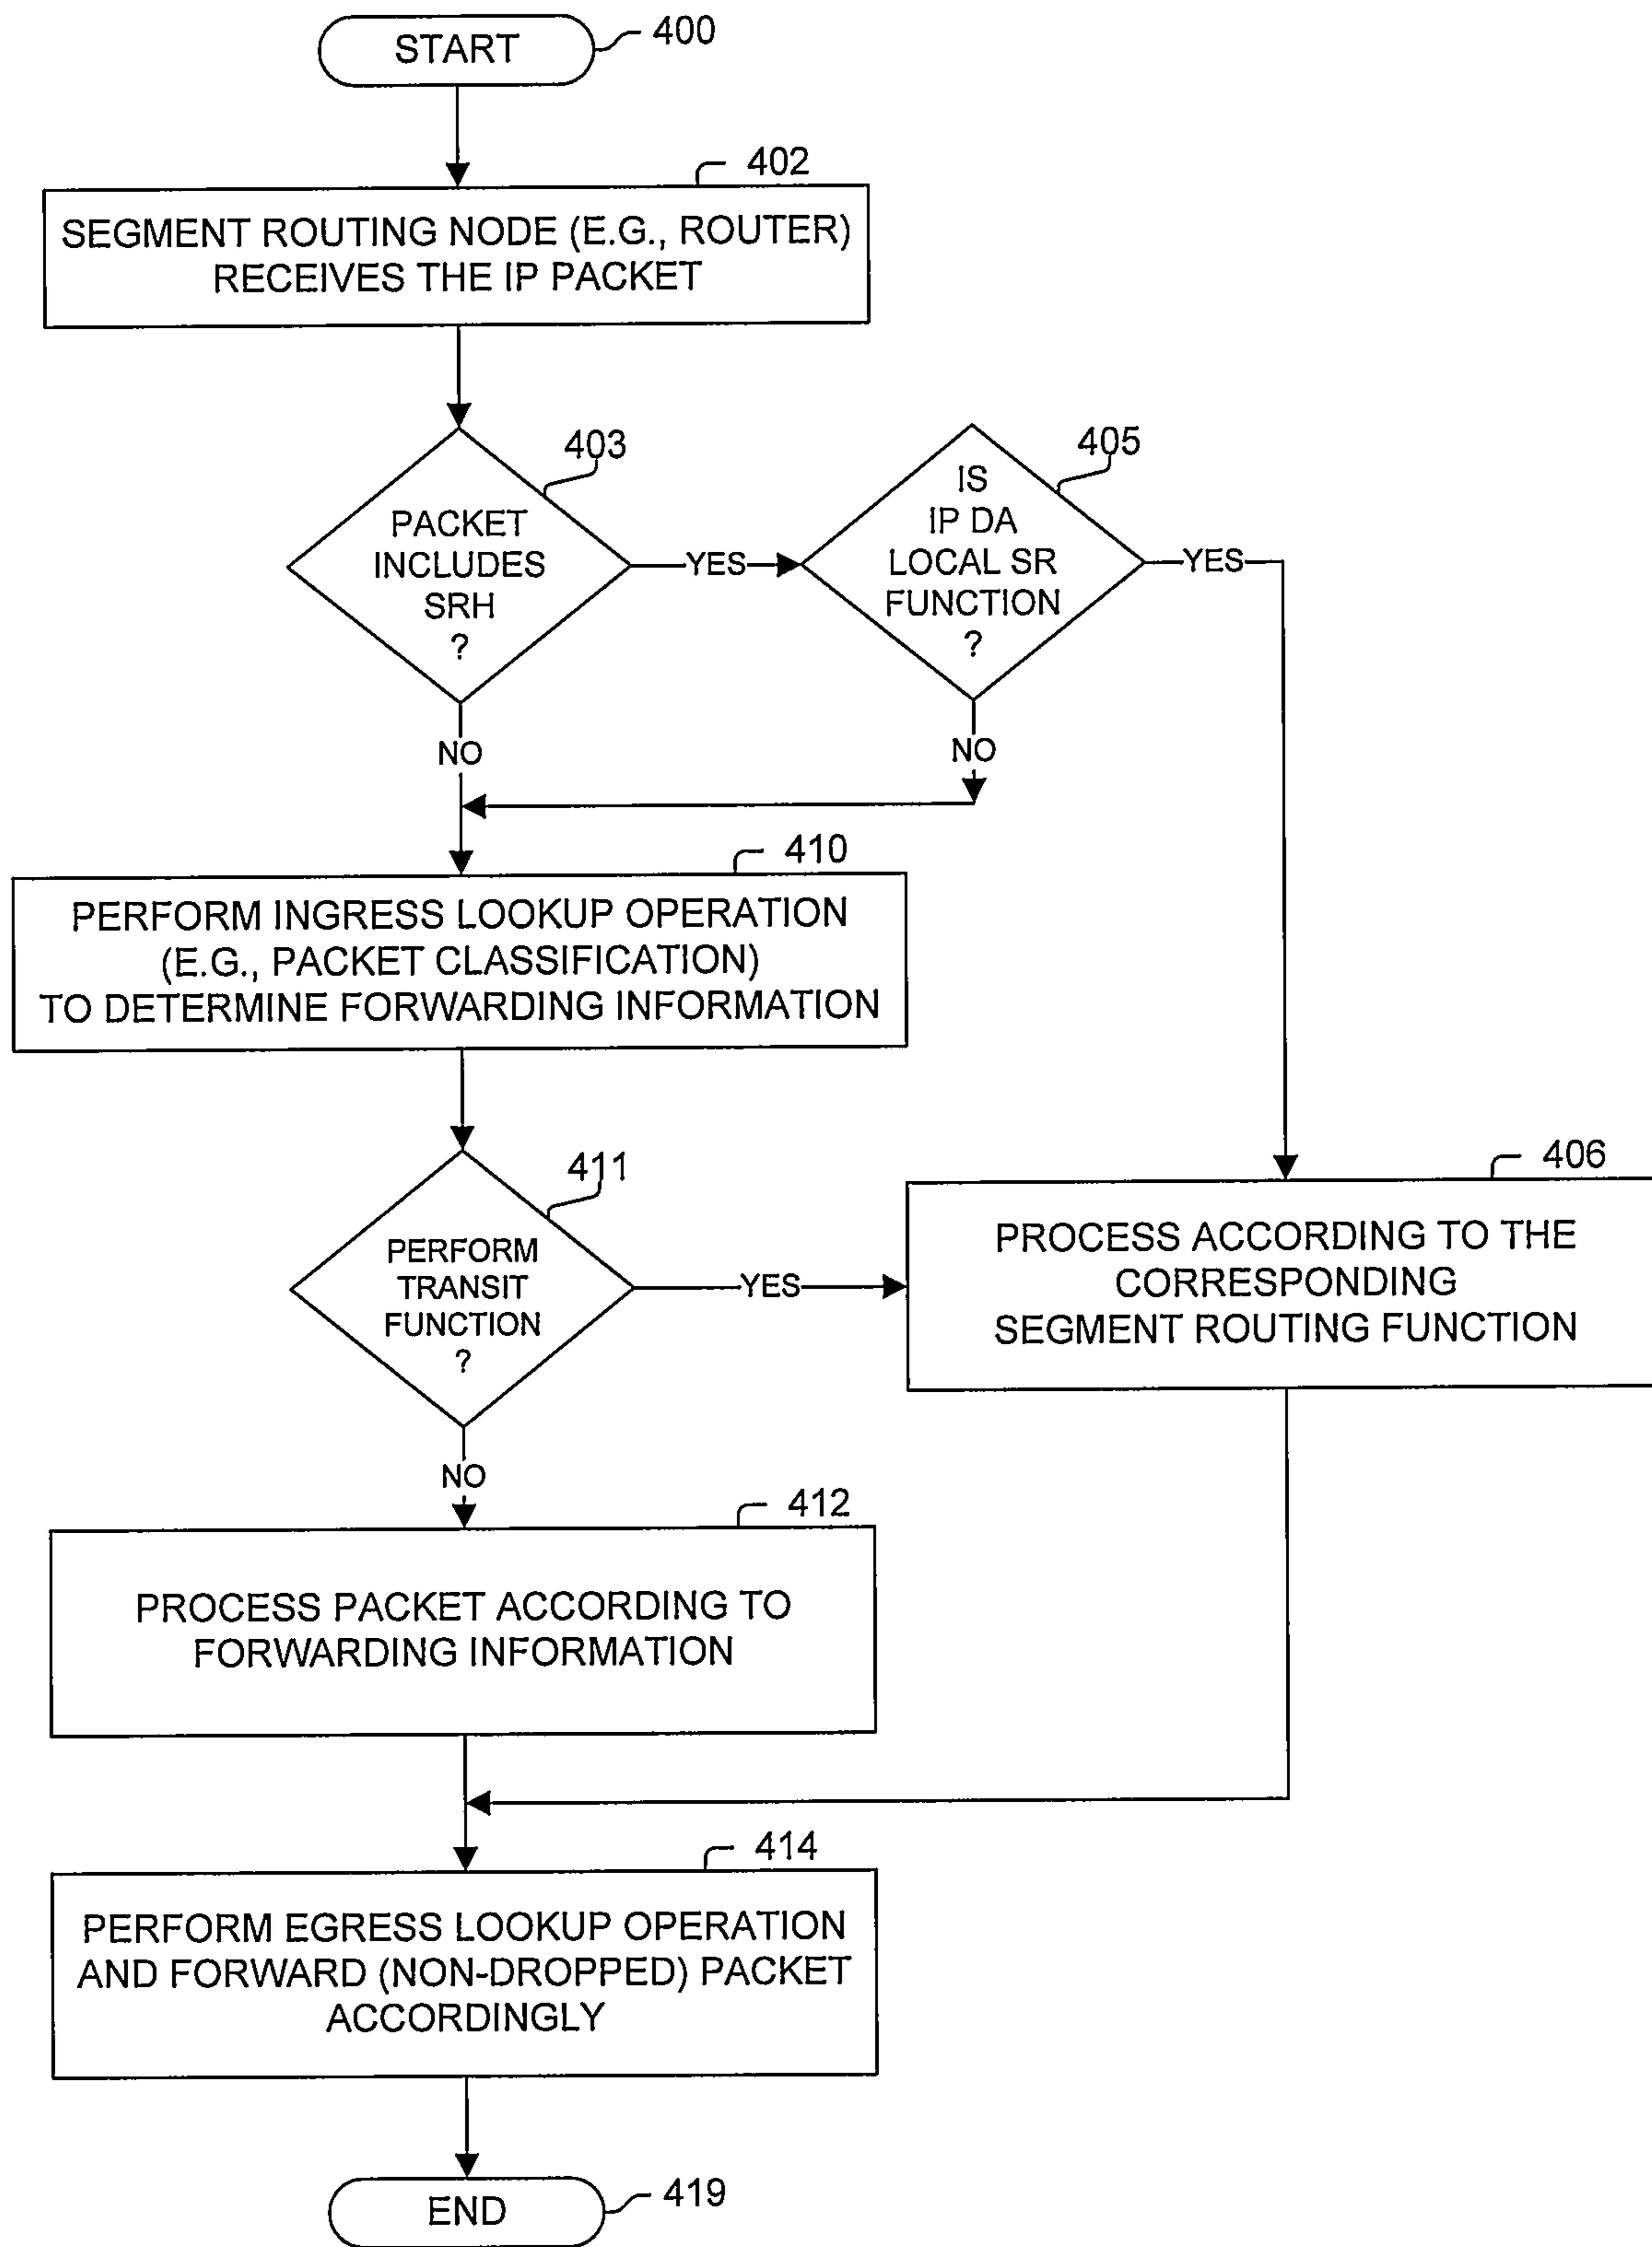 START
400
402
SEGMENT ROUTING NODE (E.G., ROUTER)
RECEIVES THE IP PACKET
403
PACKET
INCLUDES
SRH
?
YES
NO
405
IS
IP DA
LOCAL SR
FUNCTION
?
YES
NO
410
PERFORM INGRESS LOOKUP OPERATION
(E.G., PACKET CLASSIFICATION)
TO DETERMINE FORWARDING INFORMATION
411
PERFORM
TRANSIT
FUNCTION
?
YES
NO
406
PROCESS ACCORDING TO THE
CORRESPONDING
SEGMENT ROUTING FUNCTION
412
PROCESS PACKET ACCORDING TO
FORWARDING INFORMATION
414
PERFORM EGRESS LOOKUP OPERATION
AND FORWARD (NON-DROPPED) PACKET
ACCORDINGLY
END
419